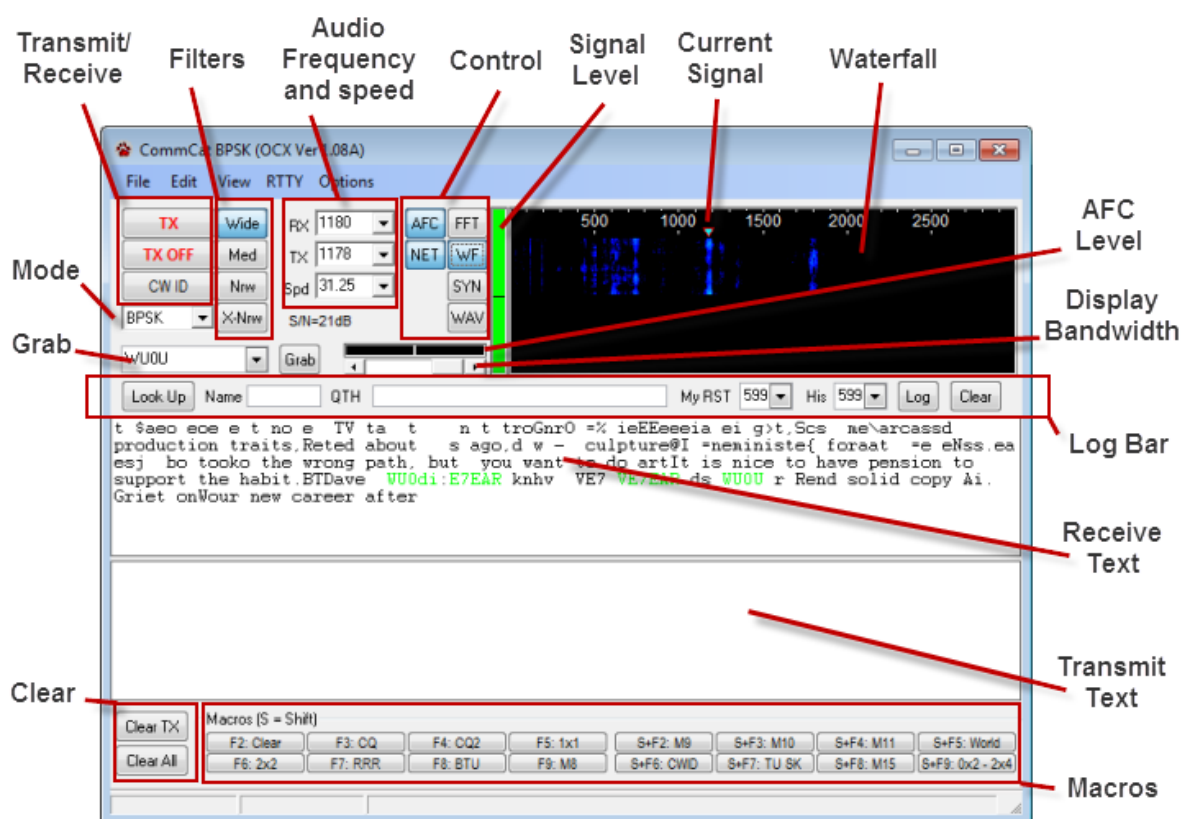 Transmit/
Receive
Filters
Audio
Frequency
and speed
Control
Signal
Level
Current
Signal
Waterfall
CommCat BPSK (OCX Ver 1.08A)
File Edit View RTTY Options
TX Wide RX 1180 AFC FFT 500 1000 1500 2000 2500
AFC
Level
TX OFF Med TX 1178 NET WF
Mode
CW ID Nrw Spd 31.25 SYN
Display
Bandwidth
BPSK X-Nrw S/N=21dB WAV
Grab
WU0U Grab
Look Up Name QTH My RST 599 His 599 Log Clear
Log Bar
t $aeo eoe e t no e TV ta t n t troGnrO =% ieEEeeeia ei g>t,Scs me\arcassd
production traits,Reted about s ago,d w - culpture@I =neministe{ foraat =e eNss.ea
esj bo tooko the wrong path, but you want to do artIt is nice to have pension to
support the habit.BTDave WU0di:E7EAR knhv VE7 VE7EAR ds WU0U r Rend solid copy Ai.
Griet onWour new career after
Receive
Text
Transmit
Text
Clear
Clear TX
Clear All
Macros (S = Shift)
F2: Clear F3: CQ F4: CQ2 F5: 1x1 S+F2: M9 S+F3: M10 S+F4: M11 S+F5: World
F6: 2x2 F7: RRR F8: BTU F9: M8 S+F6: CWID S+F7: TU SK S+F8: M15 S+F9: 0x2 - 2x4
Macros